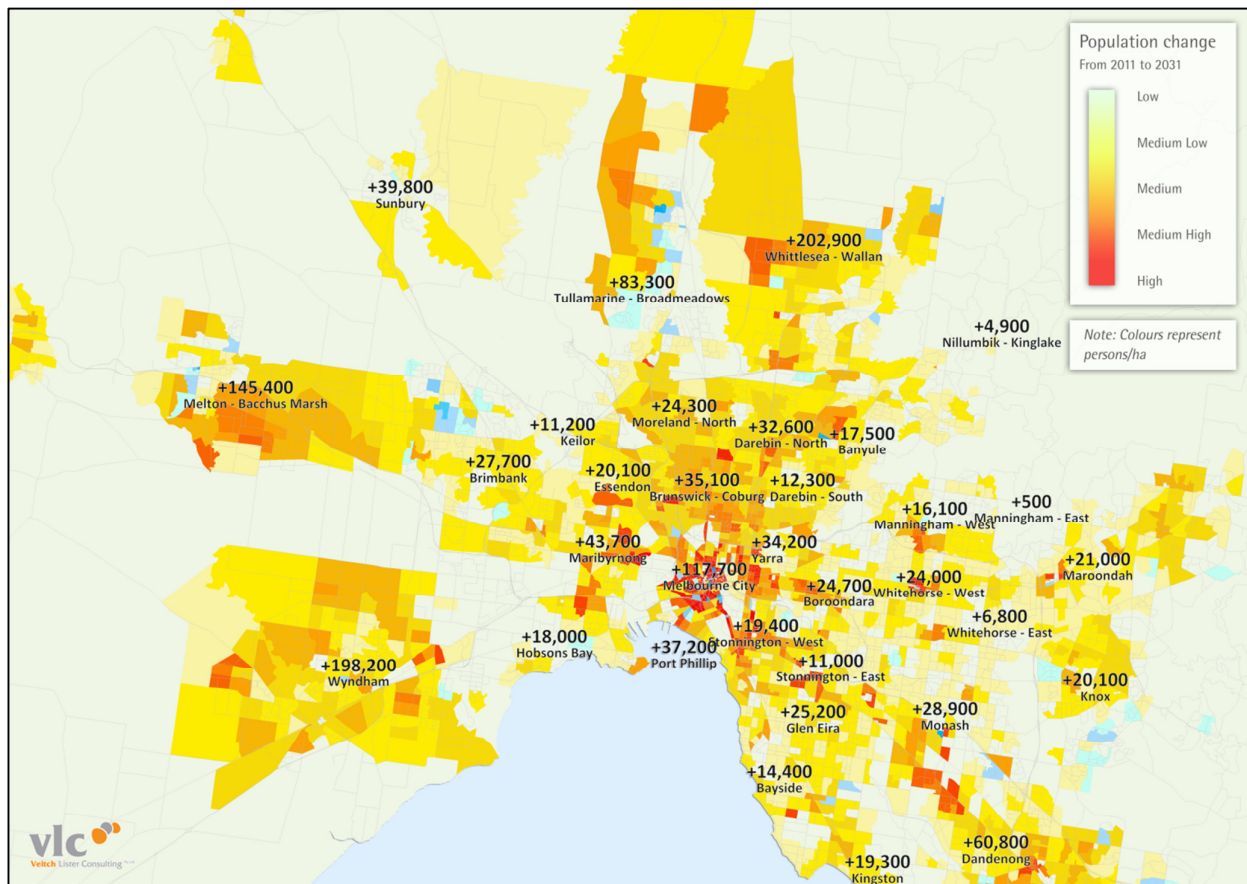 Population change
From 2011 to 2031
Low
Medium Low
Medium
Medium High
High
Note: Colours represent
persons/ha
+39,800
Sunbury
+202,900
Whittlesea - Wallan
+83,300
Tullamarine - Broadmeadows
+4,900
Nillumbik - Kinglake
+145,400
Melton - Bacchus Marsh
+24,300
Moreland - North
+11,200
Keilor
+32,600
Darebin - North
+17,500
Banyule
+27,700
Brimbank
+20,100
Essendon
+35,100
Brunswick - Coburg
+12,300
Darebin - South
+500
Manningham - East
+16,100
Manningham - West
+43,700
Maribyrnong
+34,200
Yarra
+21,000
Maroondah
+117,700
Melbourne City
+24,700
Boroondara
+24,000
Whitehorse - West
+6,800
Whitehorse - East
+19,400
Stonnington - West
+18,000
Hobsons Bay
+37,200
Port Phillip
+198,200
Wyndham
+11,000
Stonnington - East
+20,100
Knox
+25,200
Glen Eira
+28,900
Monash
+14,400
Bayside
+60,800
Dandenong
+19,300
Kingston
vlc
Veitch Lister Consulting